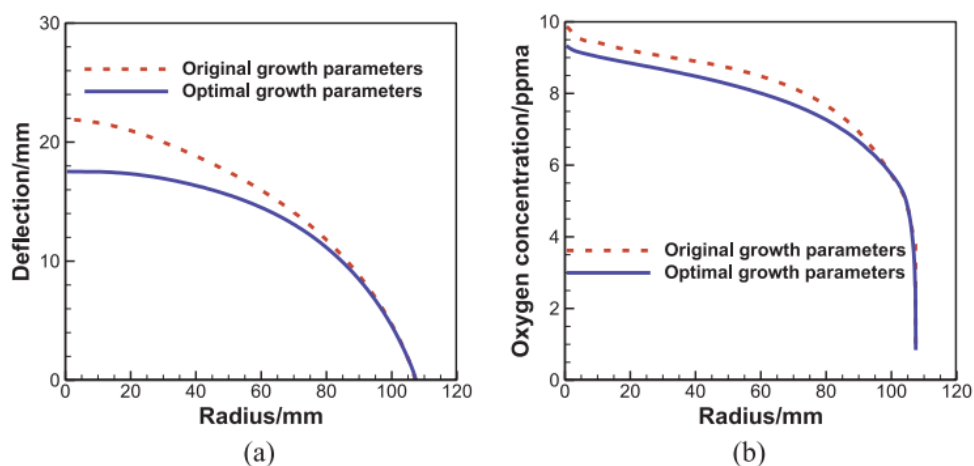 30
20
10
0
Deflection/mm
Original growth parameters
Optimal growth parameters
0 20 40 60 80 100 120
Radius/mm
(a)
10
8
6
4
2
0
Oxygen concentration/ppma
Original growth parameters
Optimal growth parameters
0 20 40 60 80 100 120
Radius/mm
(b)